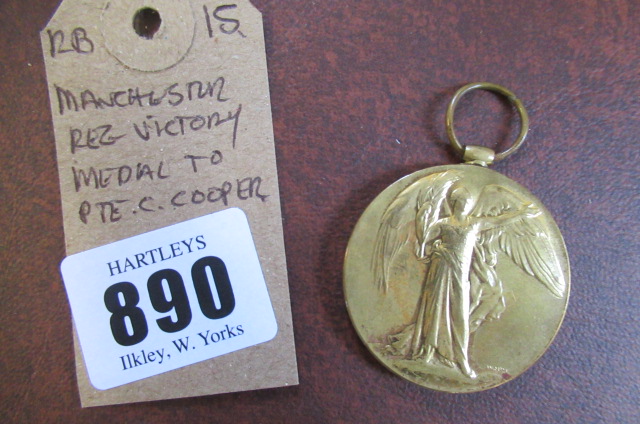 RB 15
MANCHESTER
REG VICTORY
MEDAL TO
PTE. C. COOPER
HARTLEYS
890
Ilkley, W. Yorks